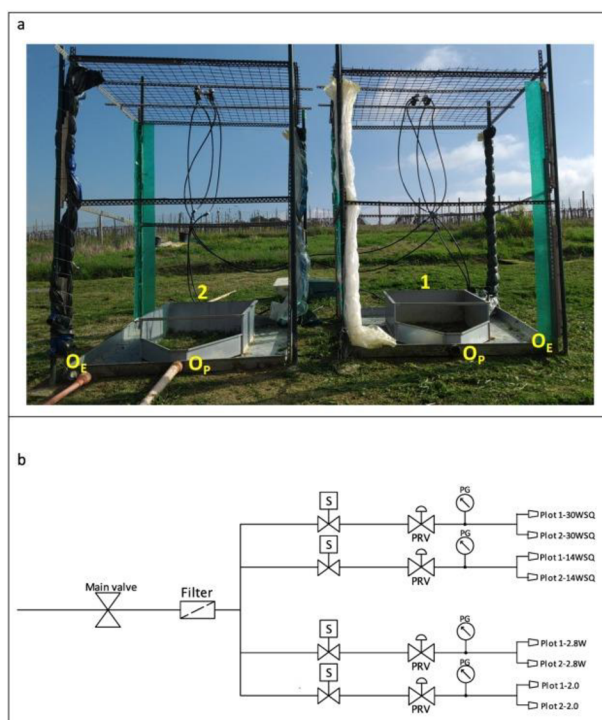 a
2
1
OE
OP
OP
OE
b
S
PG
PRV
Plot 1-30WSQ
Plot 2-30WSQ
S
PG
PRV
Plot 1-14WSQ
Plot 2-14WSQ
Main valve
Filter
S
PG
PRV
Plot 1-2.8W
Plot 2-2.8W
S
PG
PRV
Plot 1-2.0
Plot 2-2.0